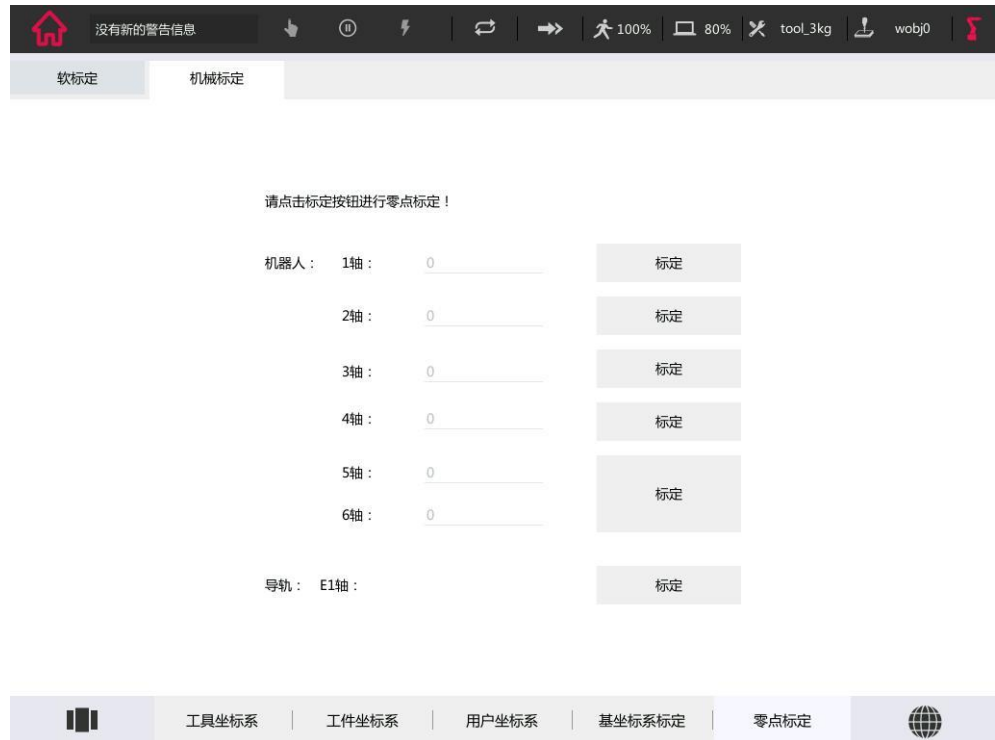 没有新的警告信息 100% 80% tool_3kg wobj0
软标定 机械标定
请点击标定按钮进行零点标定！
机器人： 1轴： 0 标定
2轴： 0 标定
3轴： 0 标定
4轴： 0 标定
5轴： 0
标定
6轴： 0
导轨： E1轴： 标定
工具坐标系 工件坐标系 用户坐标系 基坐标系标定 零点标定